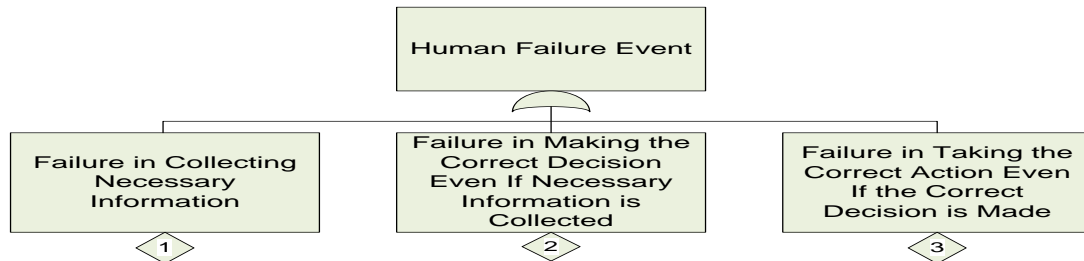 Human Failure Event
Failure in Collecting
Necessary
Information
Failure in Making the
Correct Decision
Even If Necessary
Information is
Collected
Failure in Taking the
Correct Action Even
If the Correct
Decision is Made
1
2
3